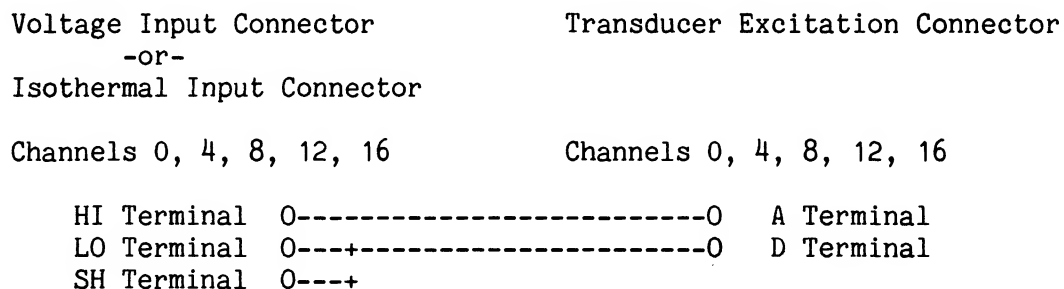 Voltage Input Connector Transducer Excitation Connector
-or-
Isothermal Input Connector
Channels 0, 4, 8, 12, 16 Channels 0, 4, 8, 12, 16
HI Terminal O--------------------------O A Terminal
LO Terminal O---+----------------------O D Terminal
SH Terminal O---+